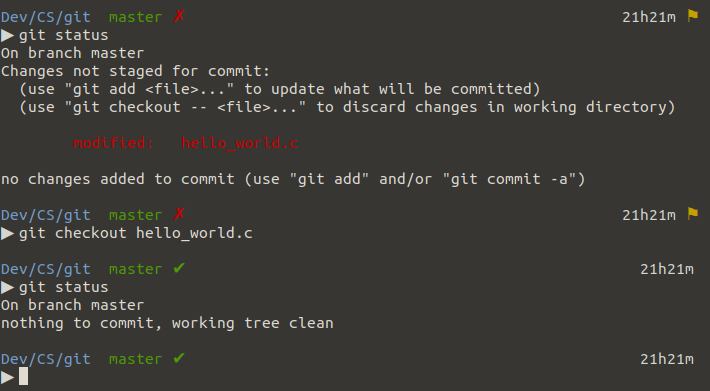 Dev/CS/git master ✗ 21h21m ⚑
▶ git status
On branch master
Changes not staged for commit:
  (use "git add <file>..." to update what will be committed)
  (use "git checkout -- <file>..." to discard changes in working directory)
        modified:   hello_world.c
no changes added to commit (use "git add" and/or "git commit -a")
Dev/CS/git master ✗ 21h21m ⚑
▶ git checkout hello_world.c
Dev/CS/git master ✔ 21h21m
▶ git status
On branch master
nothing to commit, working tree clean
Dev/CS/git master ✔ 21h21m
▶